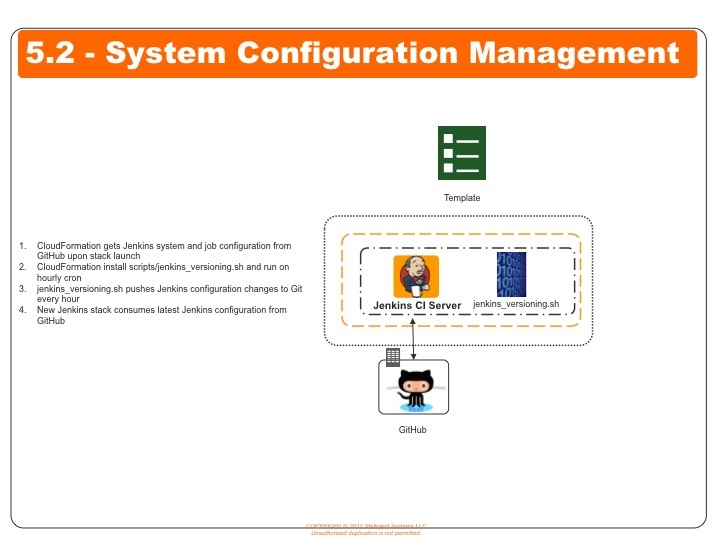 5.2 - System Configuration Management
Template
1. CloudFormation gets Jenkins system and job configuration from
GitHub upon stack launch
2. CloudFormation install scripts/jenkins_versioning.sh and run on
hourly cron
3. jenkins_versioning.sh pushes Jenkins configuration changes to Git
every hour
4. New Jenkins stack consumes latest Jenkins configuration from
GitHub
Jenkins CI Server
jenkins_versioning.sh
GitHub
COPYRIGHT © 2012 Stelligent Systems LLC
Unauthorized duplication is not permitted.